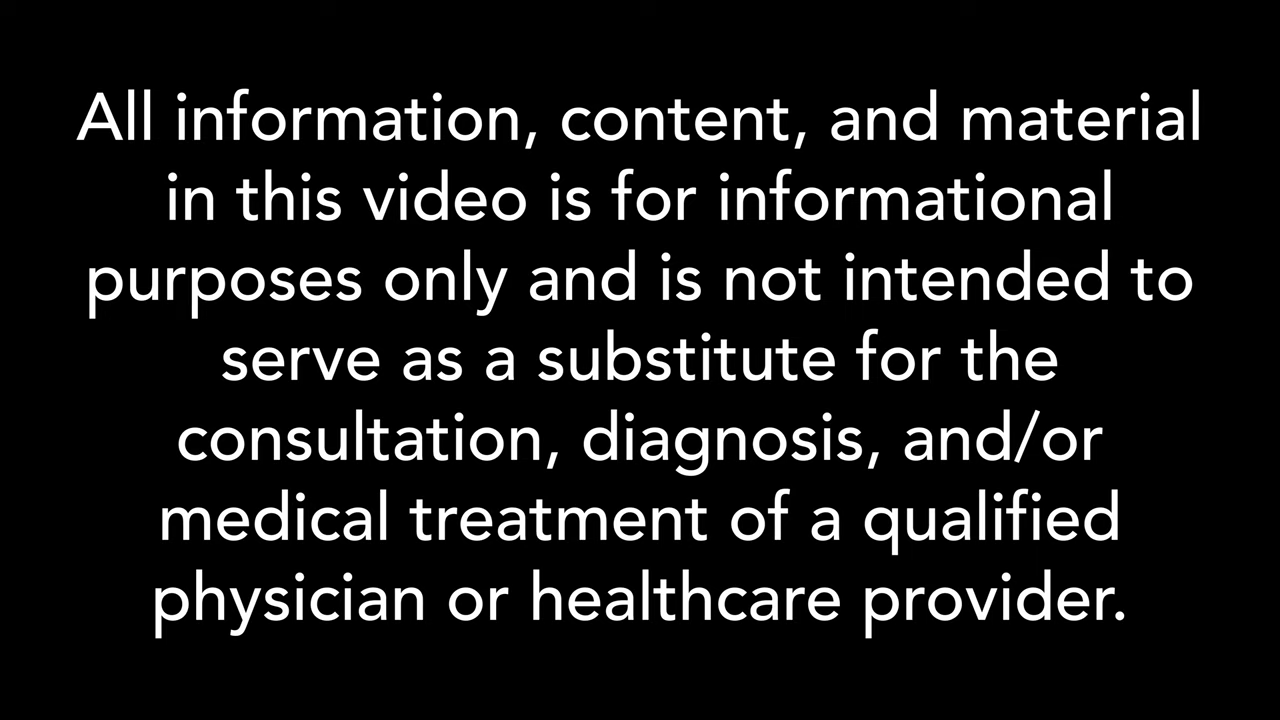 All information, content, and material
in this video is for informational
purposes only and is not intended to
serve as a substitute for the
consultation, diagnosis, and/or
medical treatment of a qualified
physician or healthcare provider.